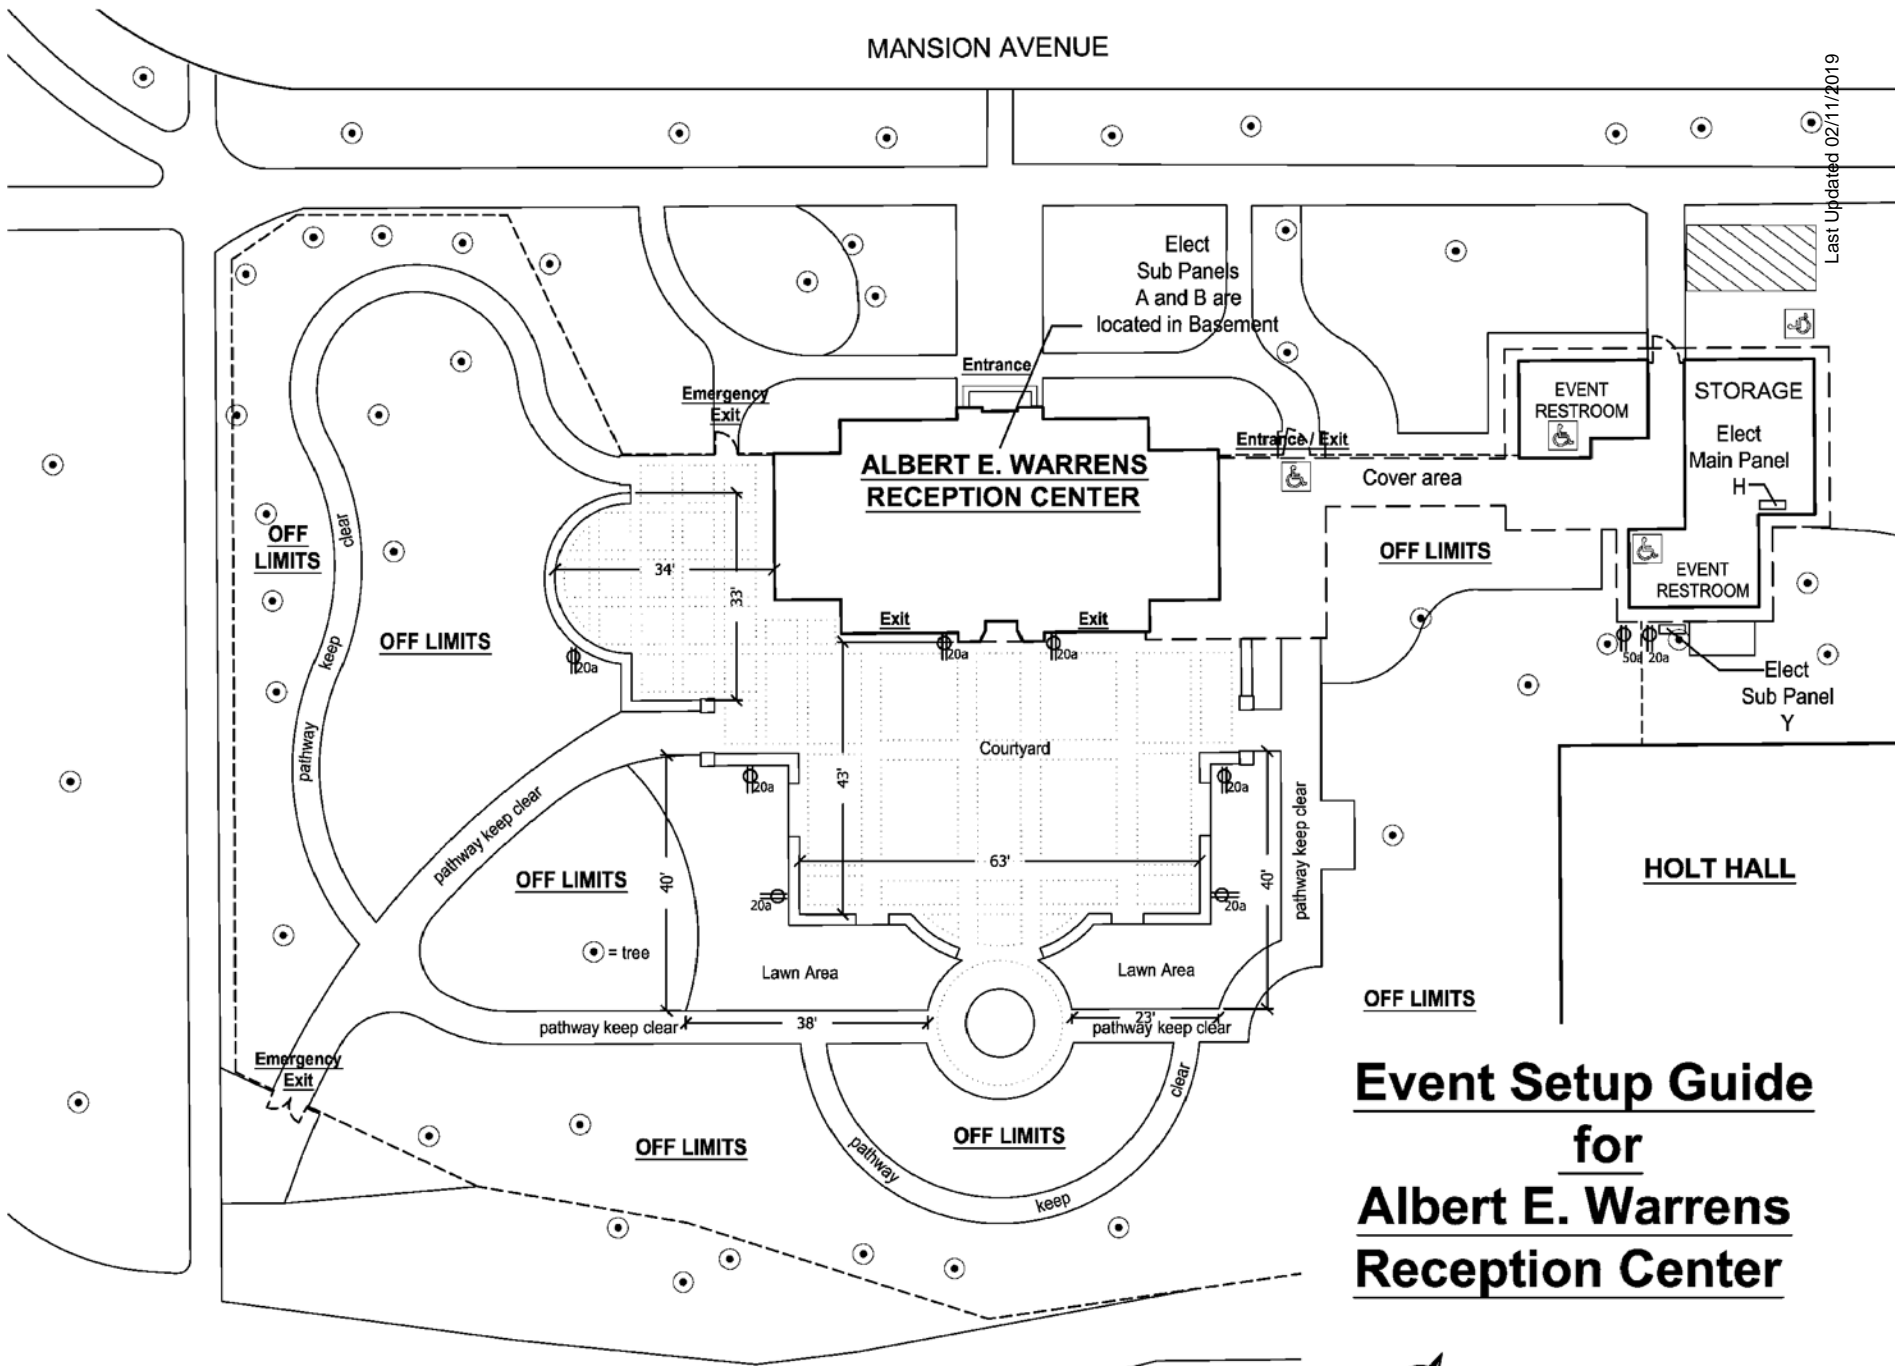 MANSION AVENUE
Last Updated 02/11/2019
Elect
Sub Panels
A and B are
located in Basement
Entrance
Emergency
Exit
Entrance / Exit
ALBERT E. WARRENS
RECEPTION CENTER
Cover area
EVENT
RESTROOM
STORAGE
Elect
Main Panel
H
OFF
LIMITS
clear
keep
pathway
OFF LIMITS
34'
33'
20a
Exit
Exit
20a
20a
OFF LIMITS
EVENT
RESTROOM
50a
20a
Elect
Sub Panel
Y
Courtyard
43'
63'
20a
20a
20a
20a
pathway keep clear
OFF LIMITS
40'
40'
pathway keep clear
= tree
Lawn Area
Lawn Area
HOLT HALL
OFF LIMITS
pathway keep clear
38'
23'
pathway keep clear
Emergency
Exit
OFF LIMITS
OFF LIMITS
pathway
keep
clear
Event Setup Guide
for
Albert E. Warrens
Reception Center